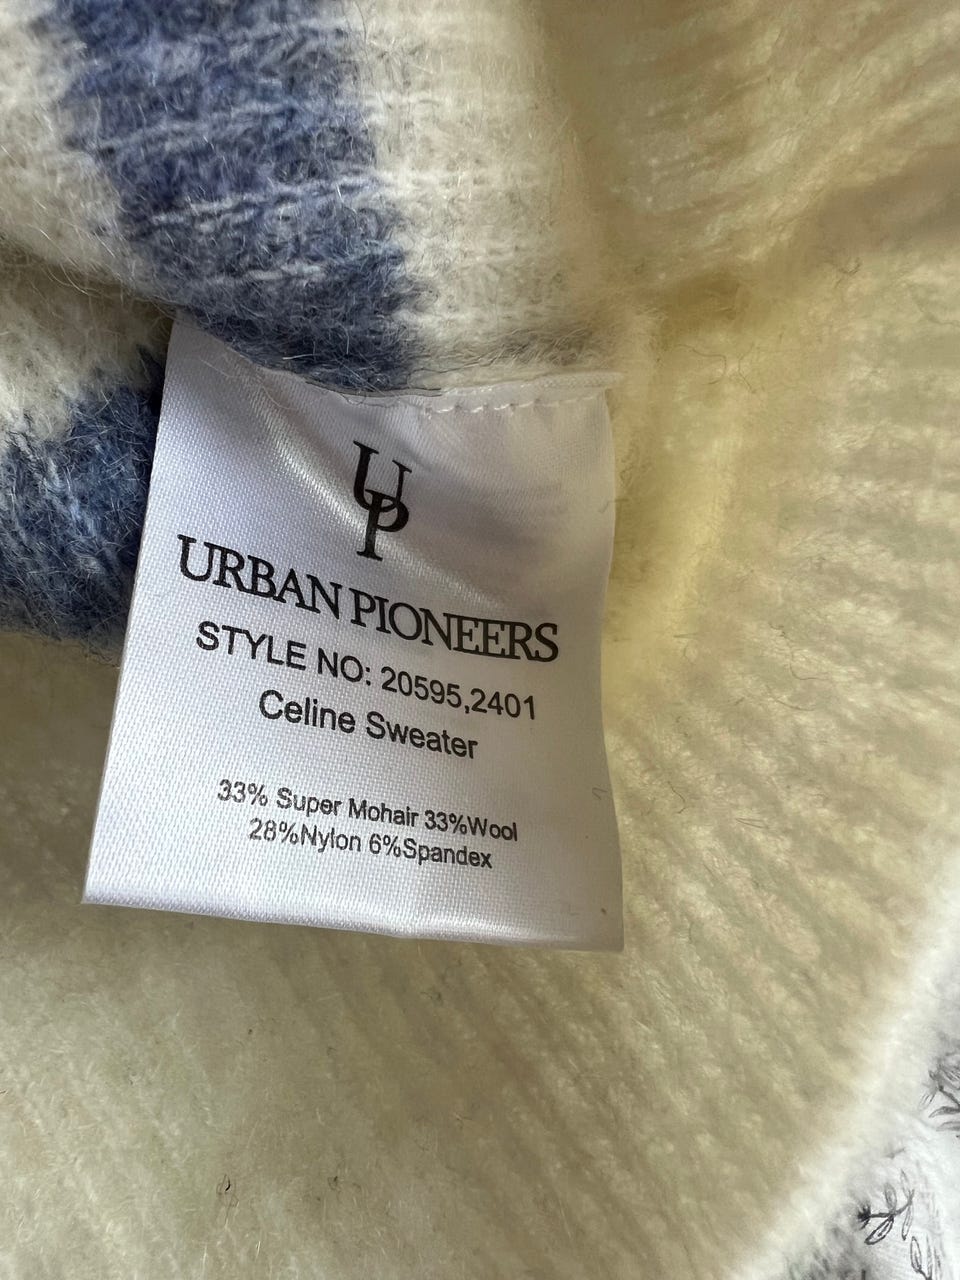 UP
URBAN PIONEERS
STYLE NO: 20595,2401
Celine Sweater
33% Super Mohair 33%Wool
28%Nylon 6%Spandex